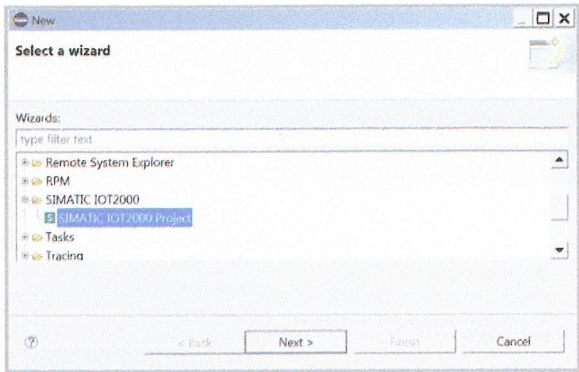 New
Select a wizard
Wizards:
type filter text
Remote System Explorer
RPM
SIMATIC IOT2000
SIMATIC IOT2000 Project
Tasks
Tracing
< Back Next > Finish Cancel